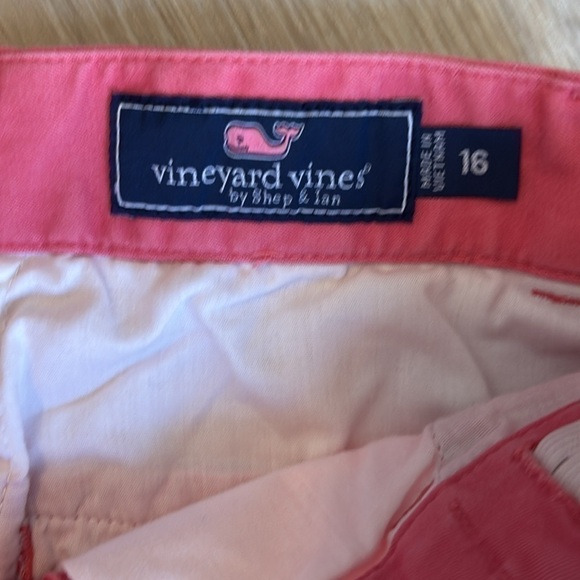 vineyard vines®
by Shep & Ian
MADE IN
VIETNAM
16